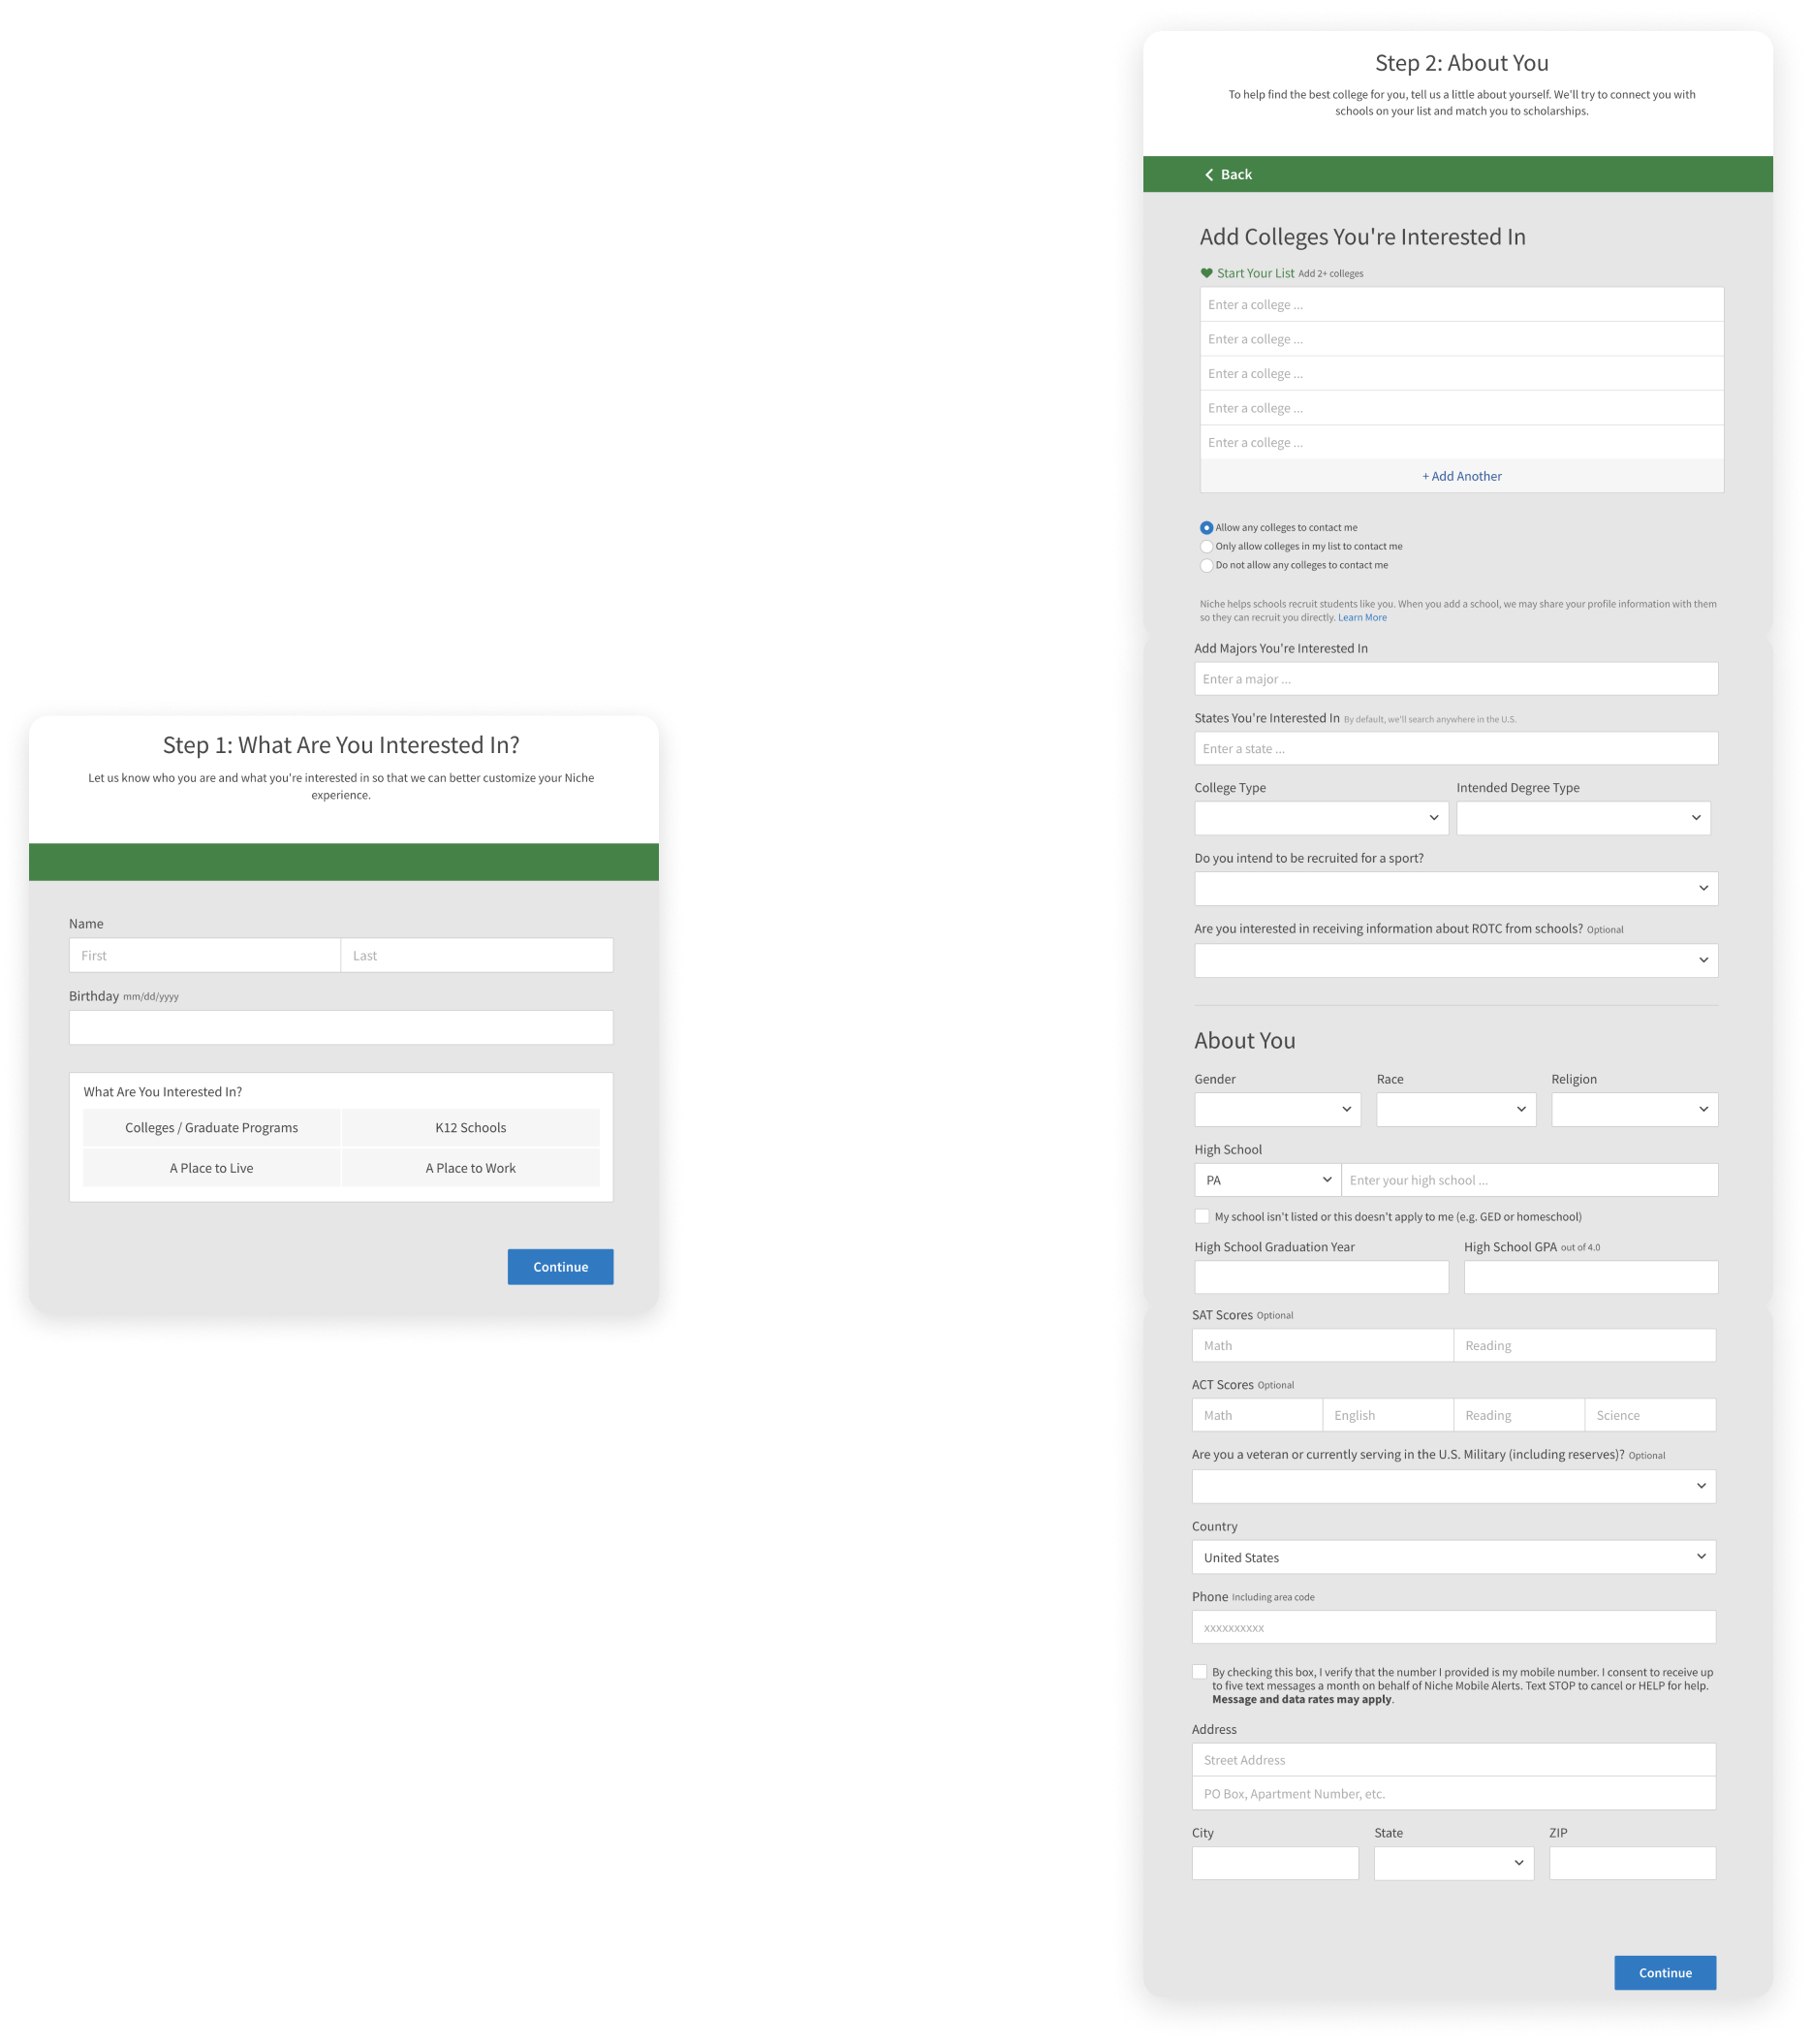 Step 1: What Are You Interested In?
Let us know who you are and what you're interested in so that we can better customize your Niche
experience.
Name
First Last
Birthday mm/dd/yyyy
What Are You Interested In?
Colleges / Graduate Programs K12 Schools
A Place to Live A Place to Work
Continue
Step 2: About You
To help find the best college for you, tell us a little about yourself. We'll try to connect you with
schools on your list and match you to scholarships.
Back
Add Colleges You're Interested In
Start Your List Add 2+ colleges
Enter a college ...
Enter a college ...
Enter a college ...
Enter a college ...
Enter a college ...
+ Add Another
Allow any colleges to contact me
Only allow colleges in my list to contact me
Do not allow any colleges to contact me
Niche helps schools recruit students like you. When you add a school, we may share your profile information with them
so they can recruit you directly. Learn More
Add Majors You're Interested In
Enter a major ...
States You're Interested In By default, we'll search anywhere in the U.S.
Enter a state ...
College Type Intended Degree Type
Do you intend to be recruited for a sport?
Are you interested in receiving information about ROTC from schools? Optional
About You
Gender Race Religion
High School
PA Enter your high school ...
My school isn't listed or this doesn't apply to me (e.g. GED or homeschool)
High School Graduation Year High School GPA out of 4.0
SAT Scores Optional
Math Reading
ACT Scores Optional
Math English Reading Science
Are you a veteran or currently serving in the U.S. Military (including reserves)? Optional
Country
United States
Phone Including area code
xxxxxxxxxx
By checking this box, I verify that the number I provided is my mobile number. I consent to receive up
to five text messages a month on behalf of Niche Mobile Alerts. Text STOP to cancel or HELP for help.
Message and data rates may apply.
Address
Street Address
PO Box, Apartment Number, etc.
City State ZIP
Continue